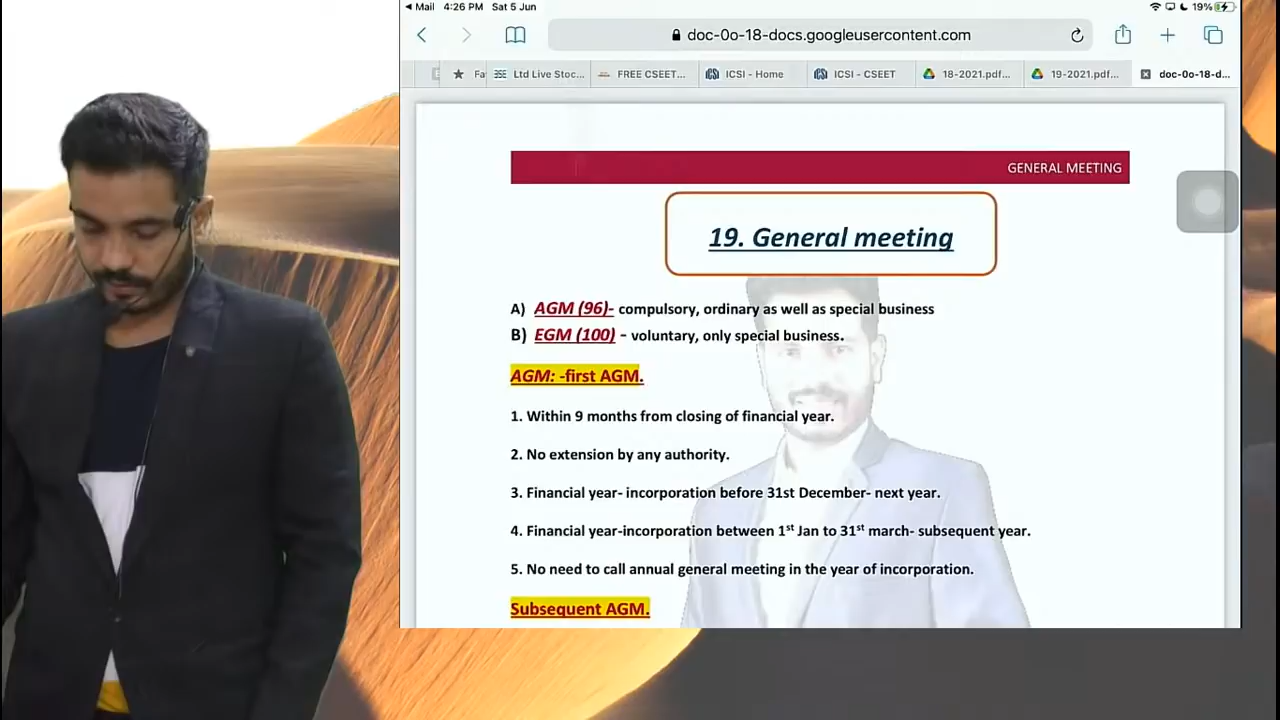 Mail 4:26 PM Sat 5 Jun 19%
doc-0o-18-docs.googleusercontent.com
Fa Ltd Live Stoc... FREE CSEET... ICSI - Home ICSI - CSEET 18-2021.pdf... 19-2021.pdf... doc-0o-18-d...
GENERAL MEETING
19. General meeting
A) AGM (96)- compulsory, ordinary as well as special business
B) EGM (100) - voluntary, only special business.
AGM: -first AGM.
1. Within 9 months from closing of financial year.
2. No extension by any authority.
3. Financial year- incorporation before 31st December- next year.
4. Financial year-incorporation between 1st Jan to 31st march- subsequent year.
5. No need to call annual general meeting in the year of incorporation.
Subsequent AGM.